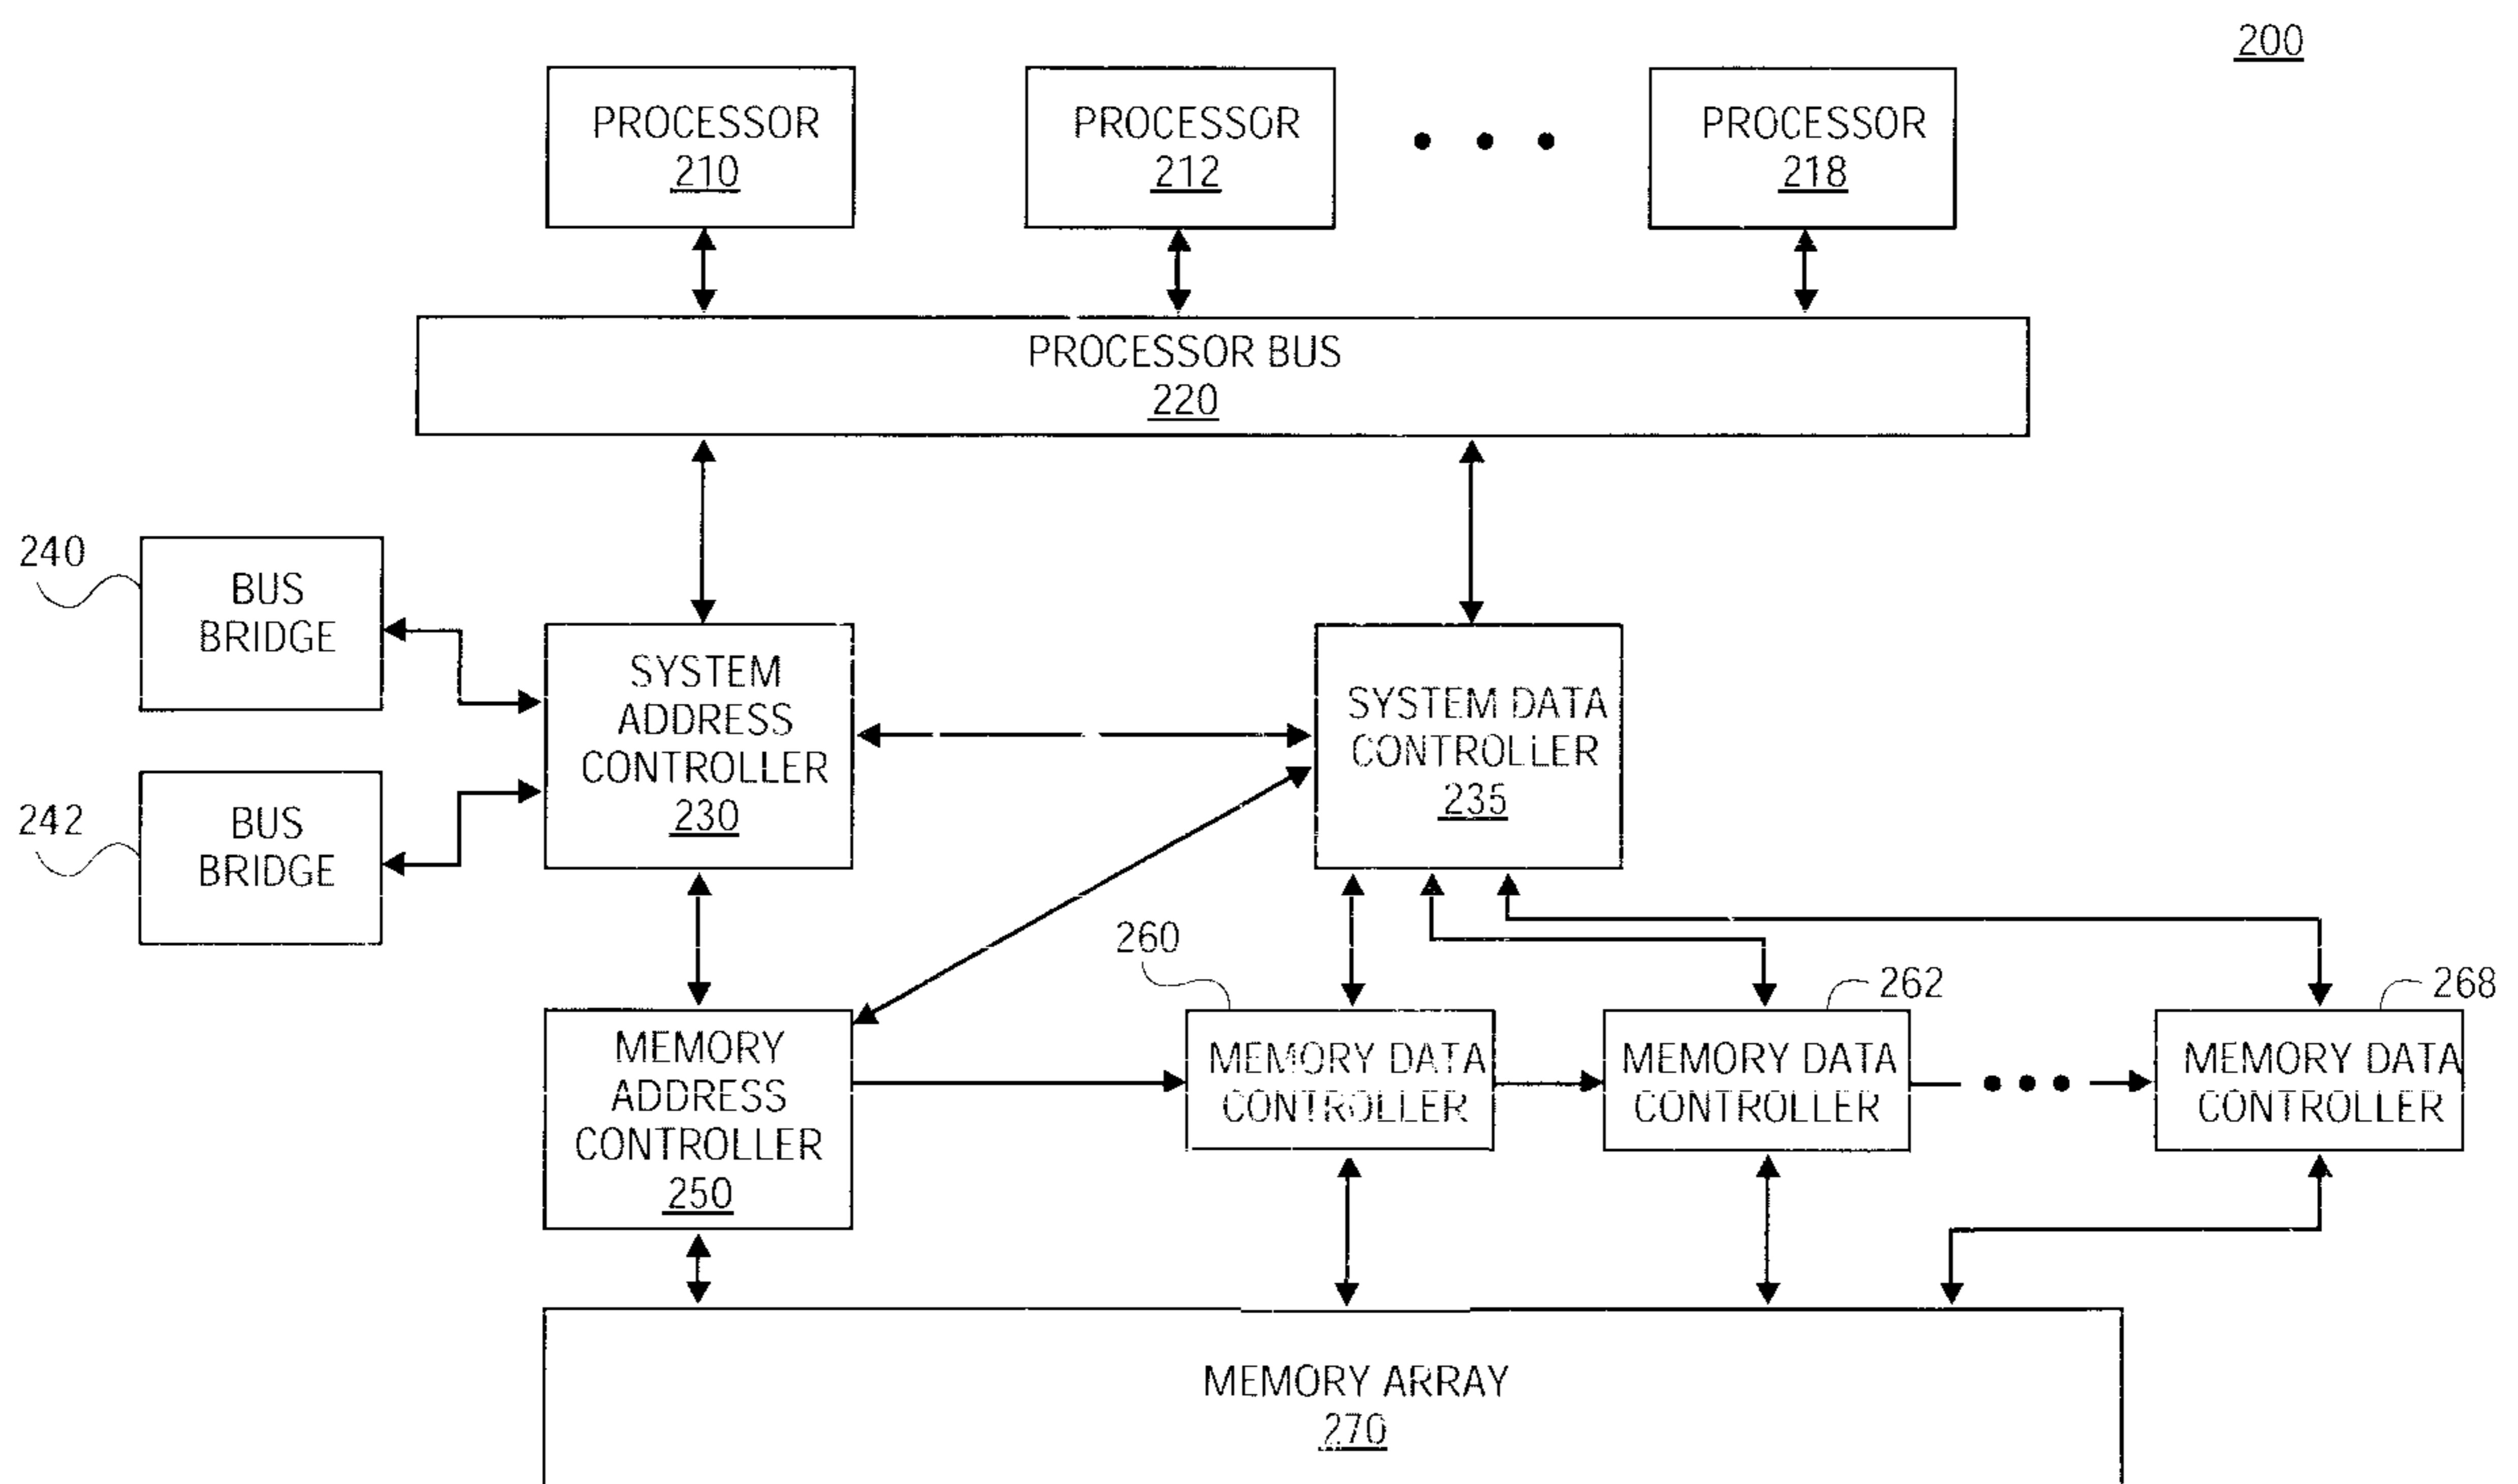 200
PROCESSOR
210
PROCESSOR
212
PROCESSOR
218
PROCESSOR BUS
220
240
BUS
BRIDGE
242
BUS
BRIDGE
SYSTEM
ADDRESS
CONTROLLER
230
SYSTEM DATA
CONTROLLER
235
MEMORY
ADDRESS
CONTROLLER
250
260
MEMORY DATA
CONTROLLER
262
MEMORY DATA
CONTROLLER
268
MEMORY DATA
CONTROLLER
MEMORY ARRAY
270